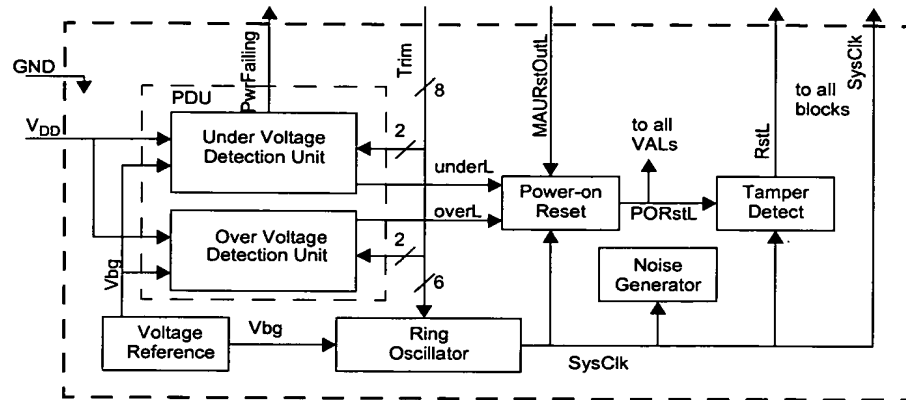 GND
PwrFailing
Trim
8
MAURstOutL
RstL
SysClk
to all
blocks
PDU
VDD
Under Voltage
Detection Unit
2
underL
to all
VALs
Power-on
Reset
PORstL
Tamper
Detect
overL
Over Voltage
Detection Unit
2
Vbg
6
Noise
Generator
Voltage
Reference
Vbg
Ring
Oscillator
SysClk